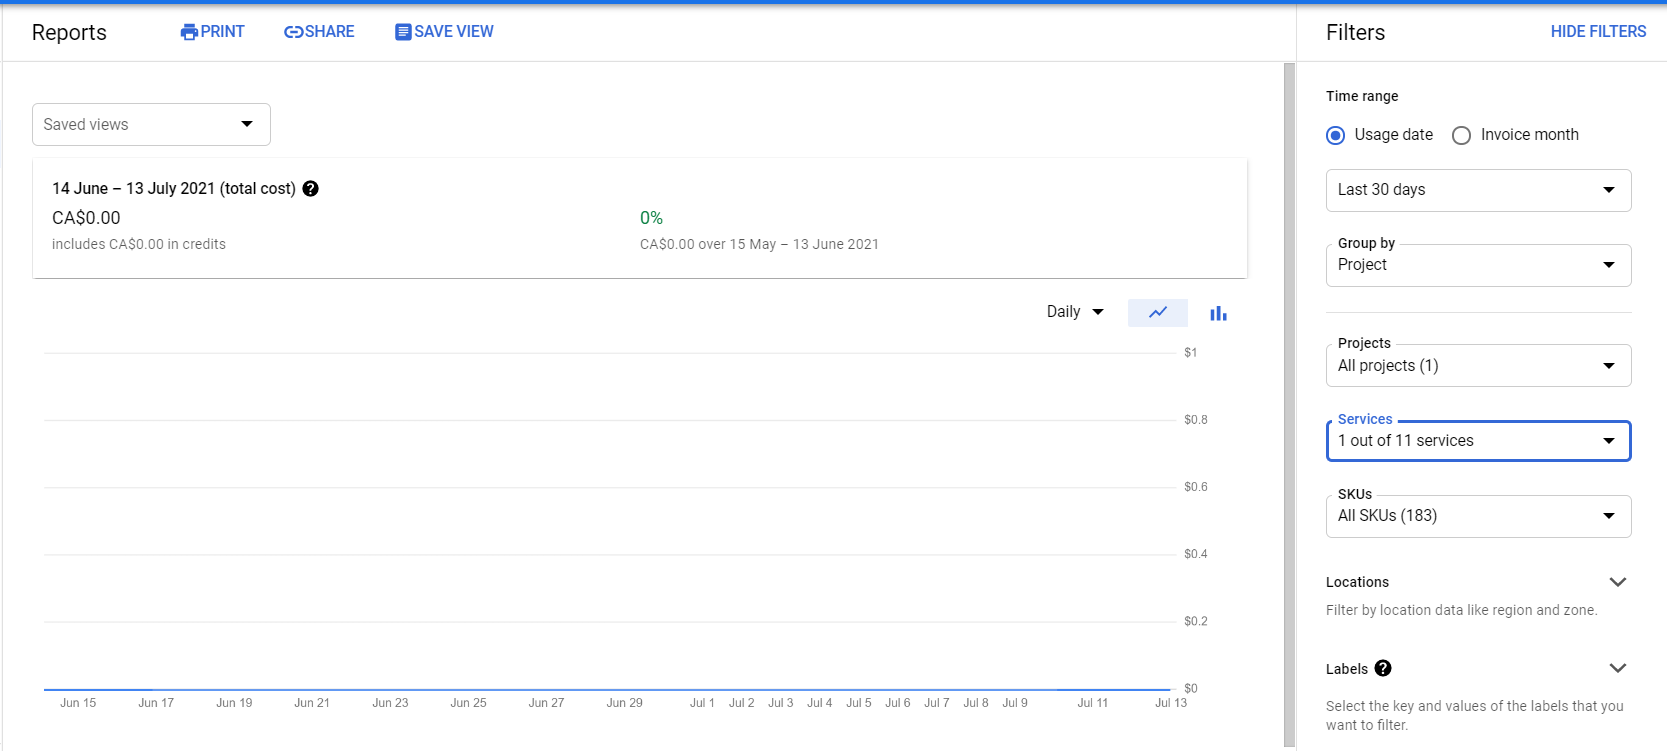 Reports
PRINT
SHARE
SAVE VIEW
Saved views
14 June – 13 July 2021 (total cost) ?
CA$0.00
includes CA$0.00 in credits
0%
CA$0.00 over 15 May – 13 June 2021
Daily
$1
$0.8
$0.6
$0.4
$0.2
$0
Jun 15 Jun 17 Jun 19 Jun 21 Jun 23 Jun 25 Jun 27 Jun 29 Jul 1 Jul 2 Jul 3 Jul 4 Jul 5 Jul 6 Jul 7 Jul 8 Jul 9 Jul 11 Jul 13
Filters
HIDE FILTERS
Time range
Usage date
Invoice month
Last 30 days
Group by
Project
Projects
All projects (1)
Services
1 out of 11 services
SKUs
All SKUs (183)
Locations
Filter by location data like region and zone.
Labels ?
Select the key and values of the labels that you
want to filter.